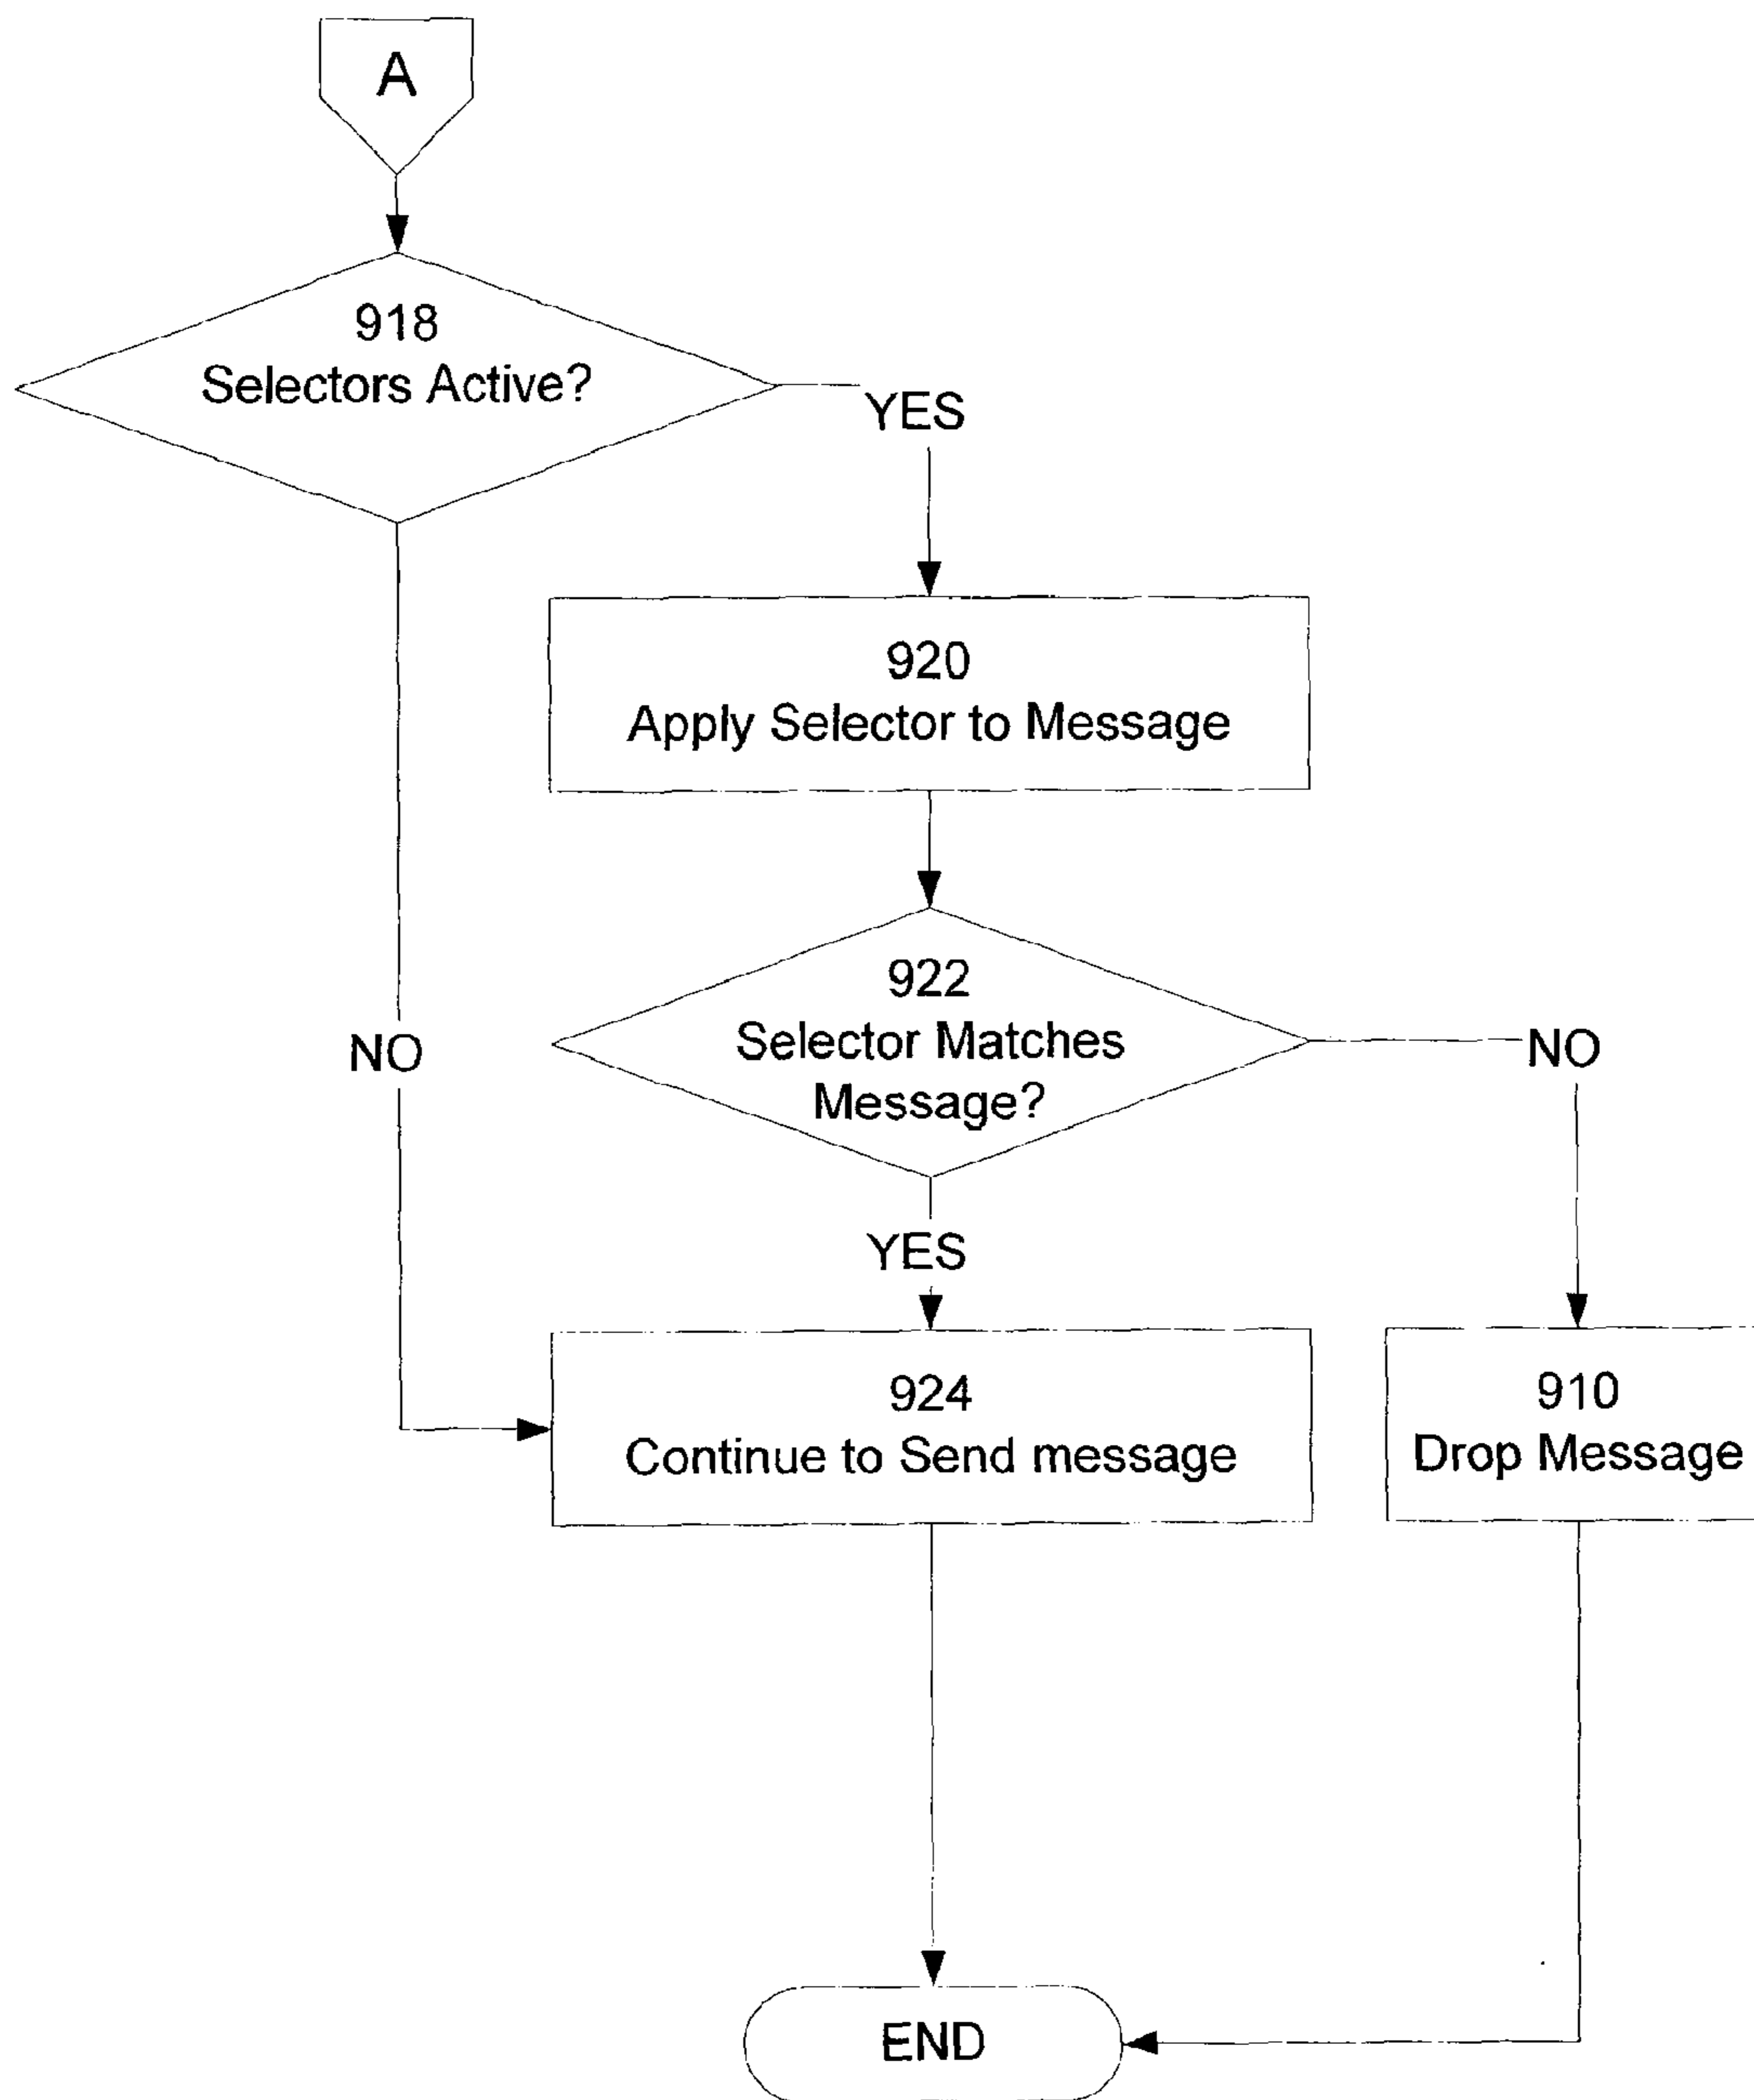 A
918
Selectors Active?
YES
920
Apply Selector to Message
922
Selector Matches
Message?
NO
NO
YES
924
Continue to Send message
910
Drop Message
END